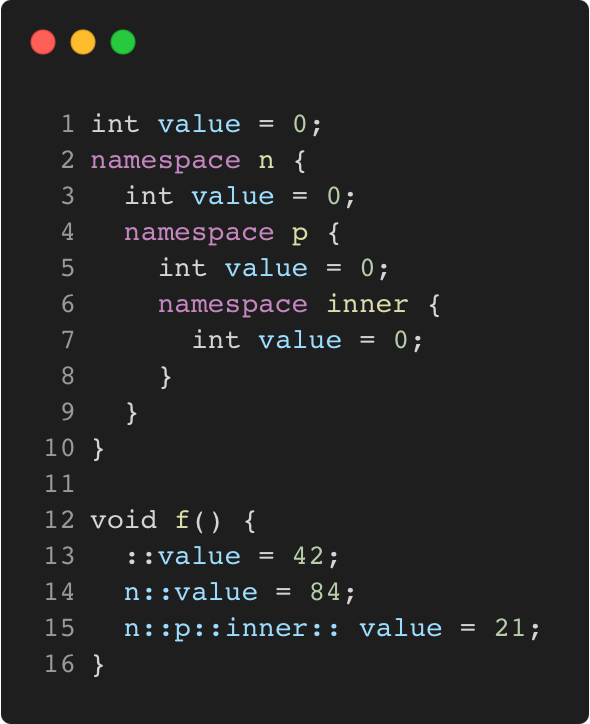 1 int value = 0;
2 namespace n {
3   int value = 0;
4   namespace p {
5     int value = 0;
6     namespace inner {
7       int value = 0;
8     }
9   }
10 }
11
12 void f() {
13   ::value = 42;
14   n::value = 84;
15   n::p::inner:: value = 21;
16 }